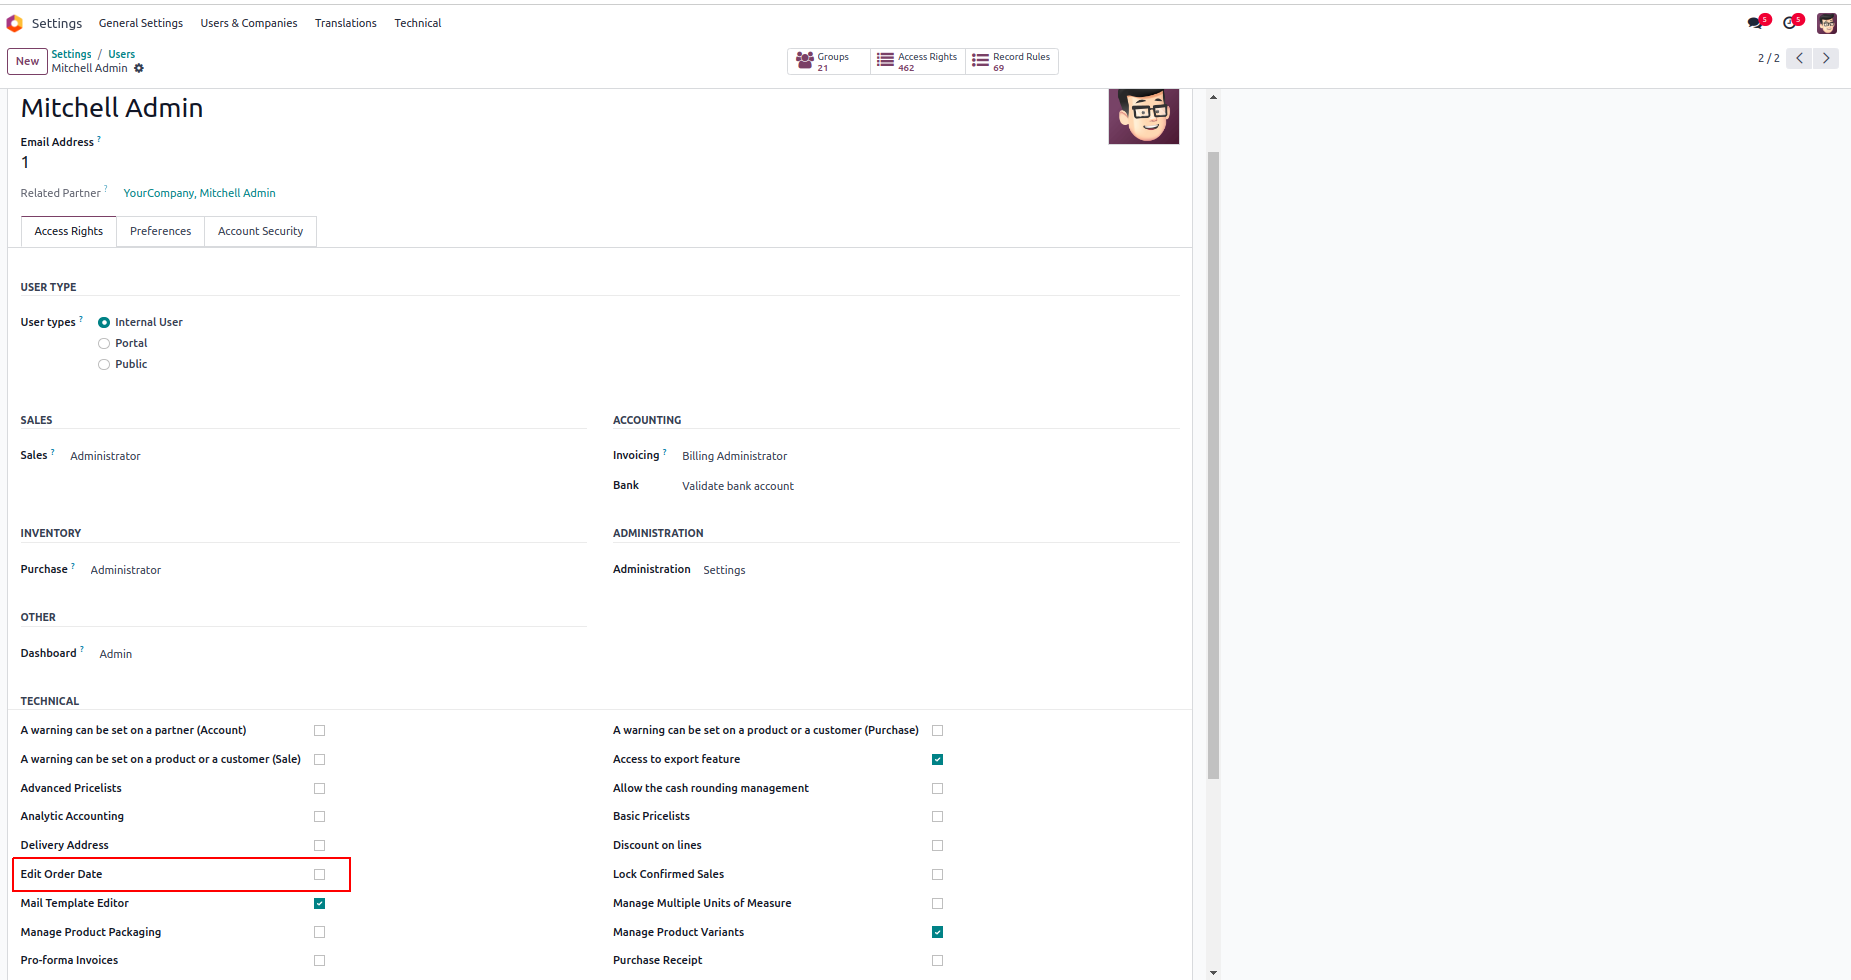 Settings General Settings Users & Companies Translations Technical 5 5
New Settings / Users
Mitchell Admin
Groups 21 Access Rights 462 Record Rules 69
2 / 2
Mitchell Admin
Email Address ?
1
Related Partner ? YourCompany, Mitchell Admin
Access Rights Preferences Account Security
USER TYPE
User types ? Internal User
Portal
Public
SALES ACCOUNTING
Sales ? Administrator Invoicing ? Billing Administrator
Bank Validate bank account
INVENTORY ADMINISTRATION
Purchase ? Administrator Administration Settings
OTHER
Dashboard ? Admin
TECHNICAL
A warning can be set on a partner (Account) A warning can be set on a product or a customer (Purchase)
A warning can be set on a product or a customer (Sale) Access to export feature
Advanced Pricelists Allow the cash rounding management
Analytic Accounting Basic Pricelists
Delivery Address Discount on lines
Edit Order Date Lock Confirmed Sales
Mail Template Editor Manage Multiple Units of Measure
Manage Product Packaging Manage Product Variants
Pro-forma Invoices Purchase Receipt